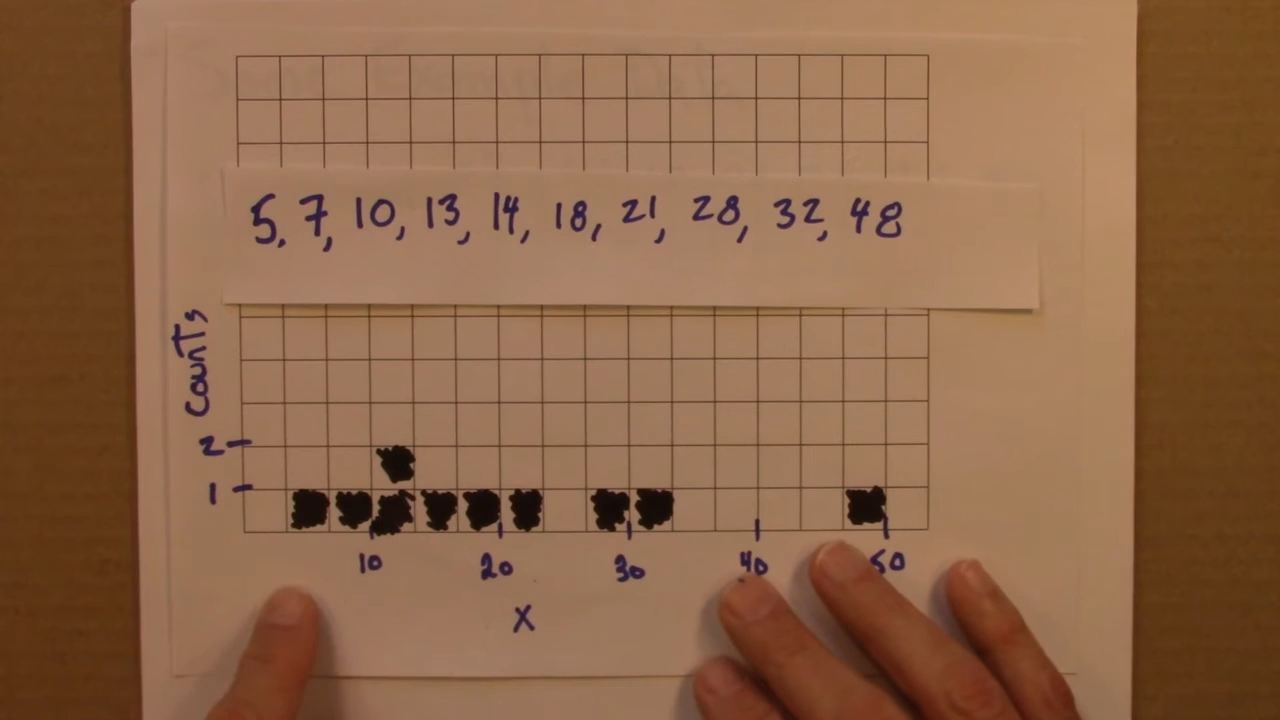 5, 7, 10, 13, 14, 18, 21, 28, 32, 48
counts
2
1
10 20 30 40 50
X